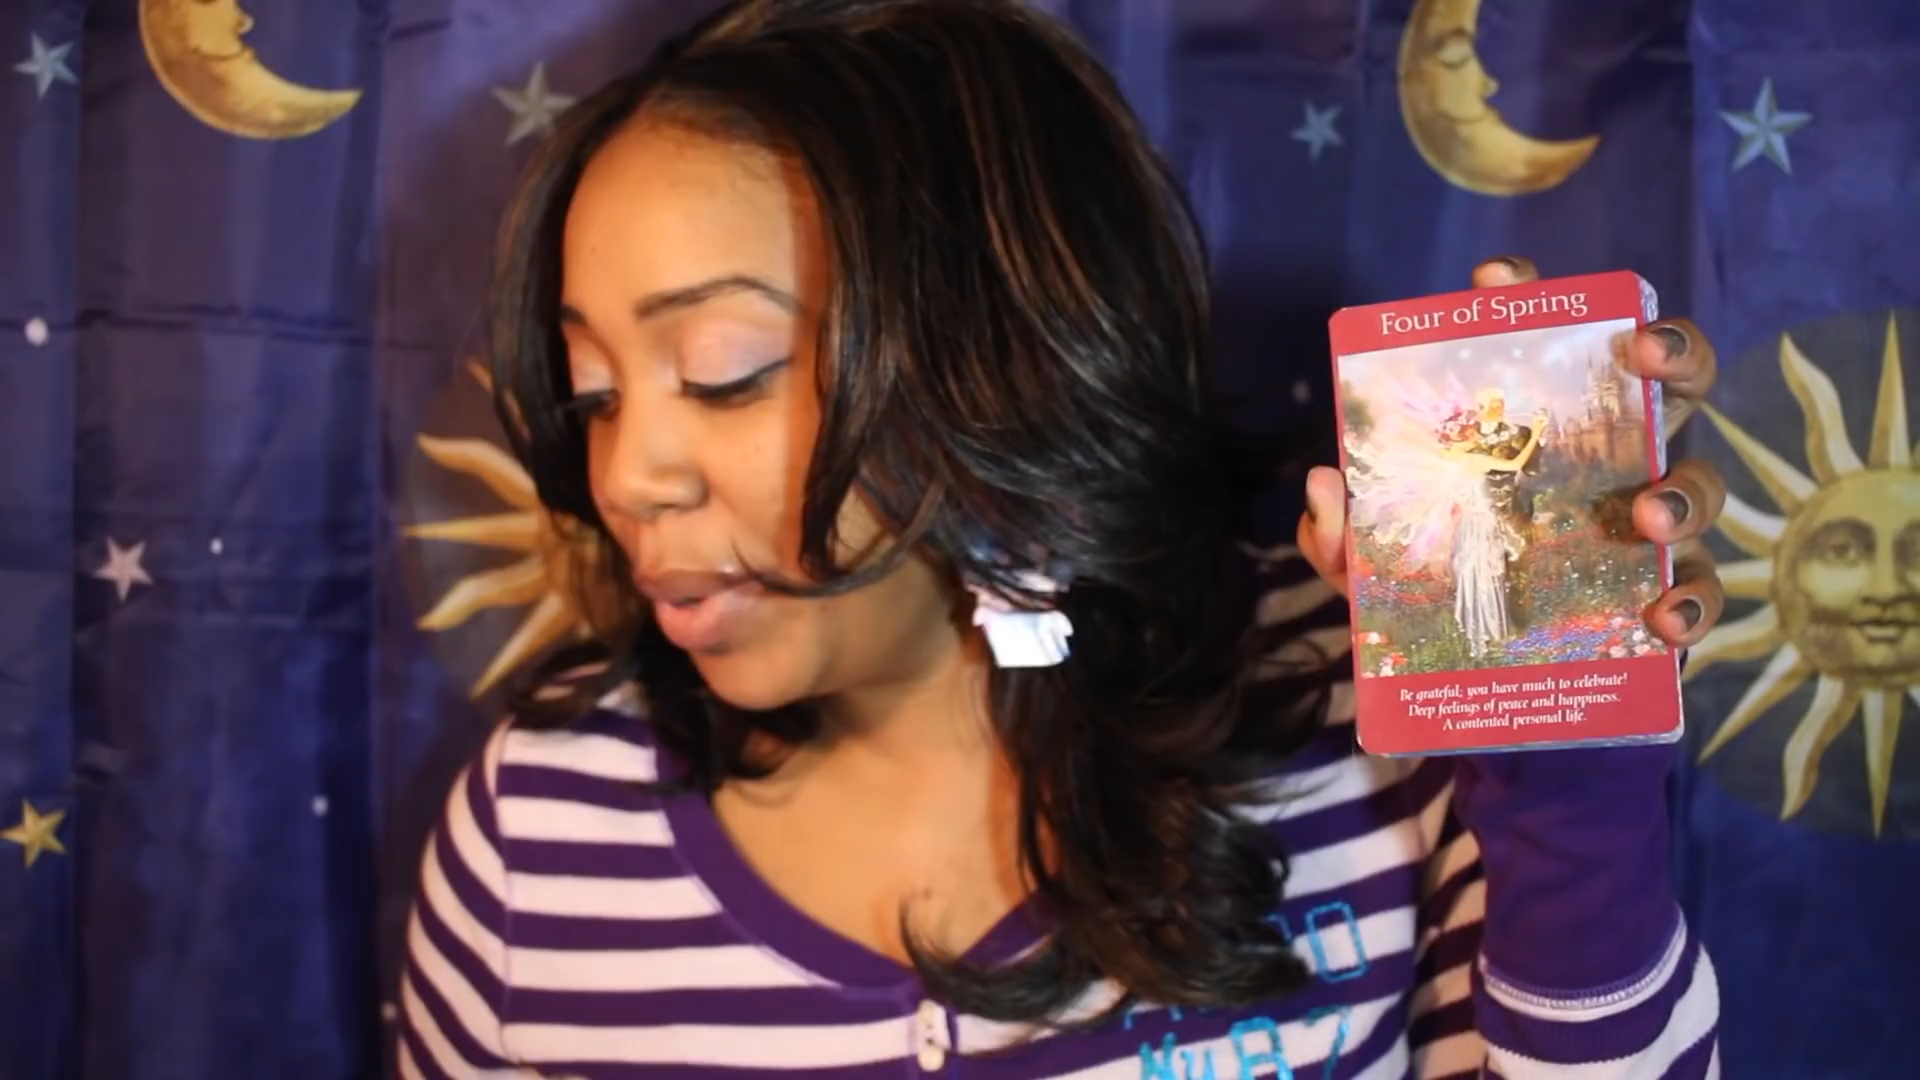 Four of Spring
Be grateful; you have much to celebrate!
Deep feelings of peace and happiness.
A contented personal life.